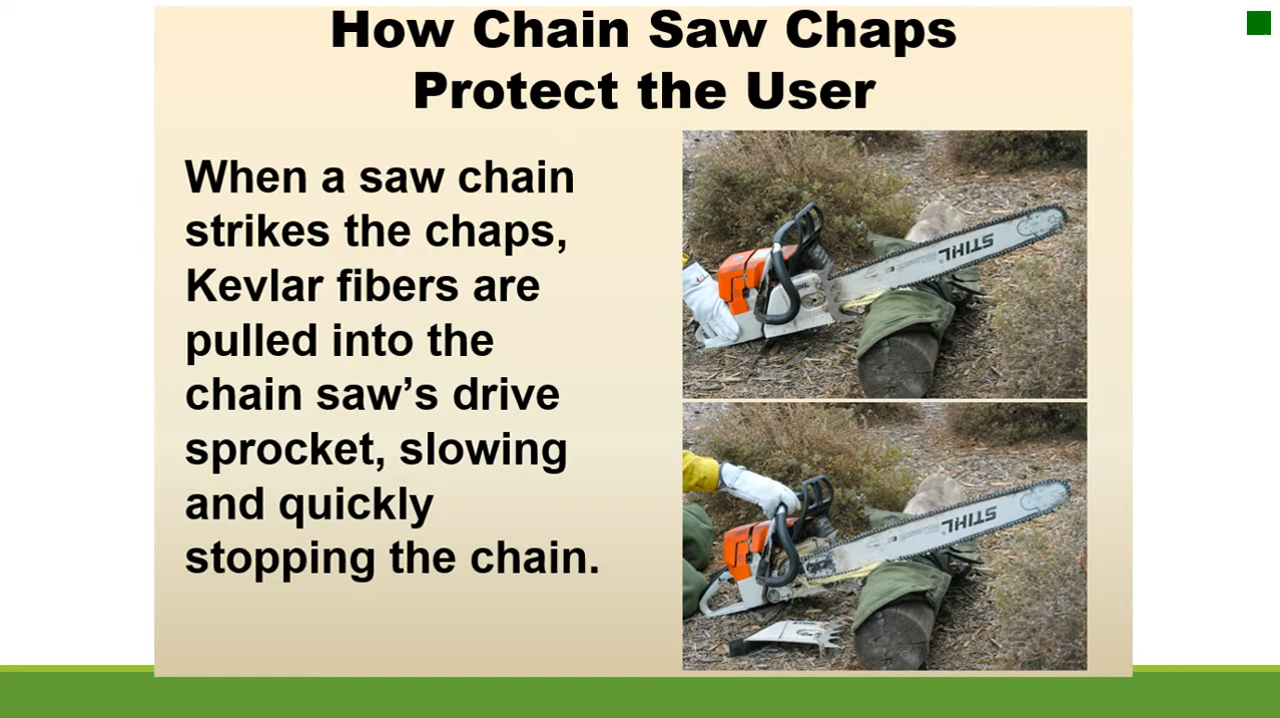 How Chain Saw Chaps
Protect the User
When a saw chain
strikes the chaps,
Kevlar fibers are
pulled into the
chain saw’s drive
sprocket, slowing
and quickly
stopping the chain.
STIHL
STIHL